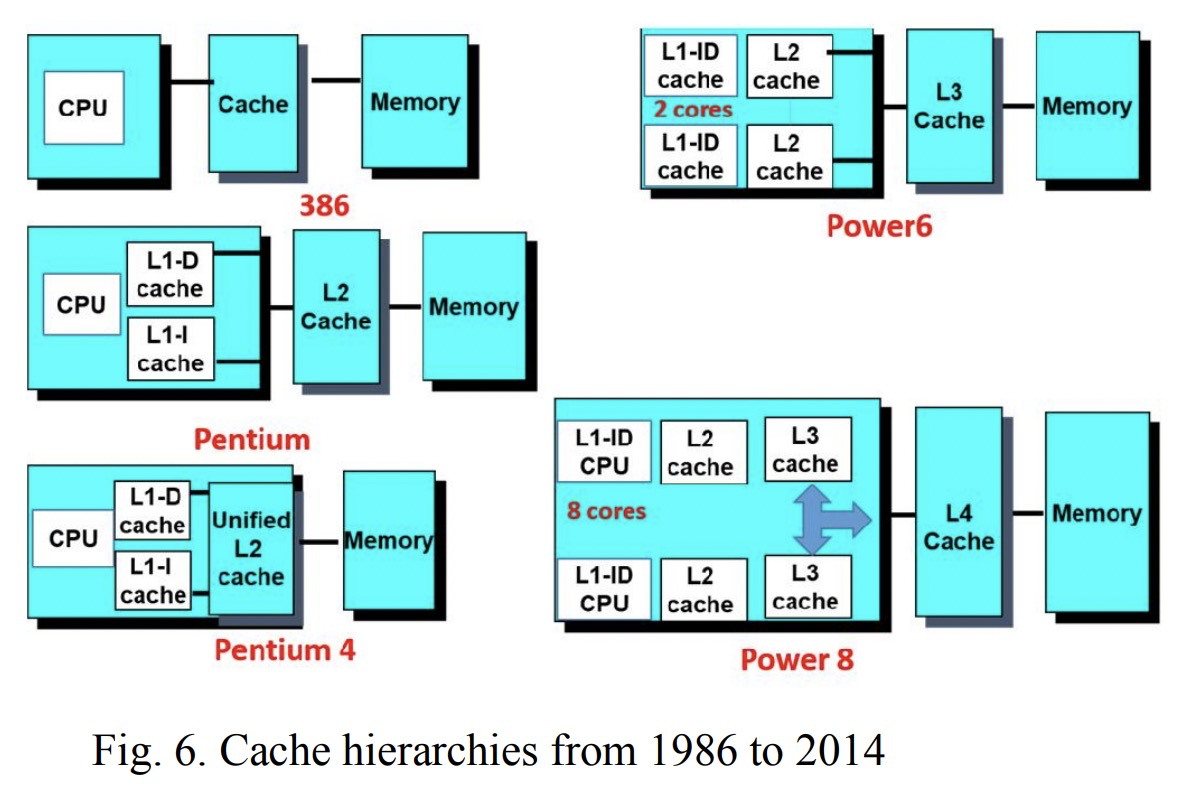 CPU
Cache
Memory
386
CPU
L1-D
cache
L1-I
cache
L2
Cache
Memory
Pentium
CPU
L1-D
cache
L1-I
cache
Unified
L2
cache
Memory
Pentium 4
L1-ID
cache
L2
cache
2 cores
L1-ID
cache
L2
cache
L3
Cache
Memory
Power6
L1-ID
CPU
L2
cache
L3
cache
8 cores
L1-ID
CPU
L2
cache
L3
cache
L4
Cache
Memory
Power 8
Fig. 6. Cache hierarchies from 1986 to 2014